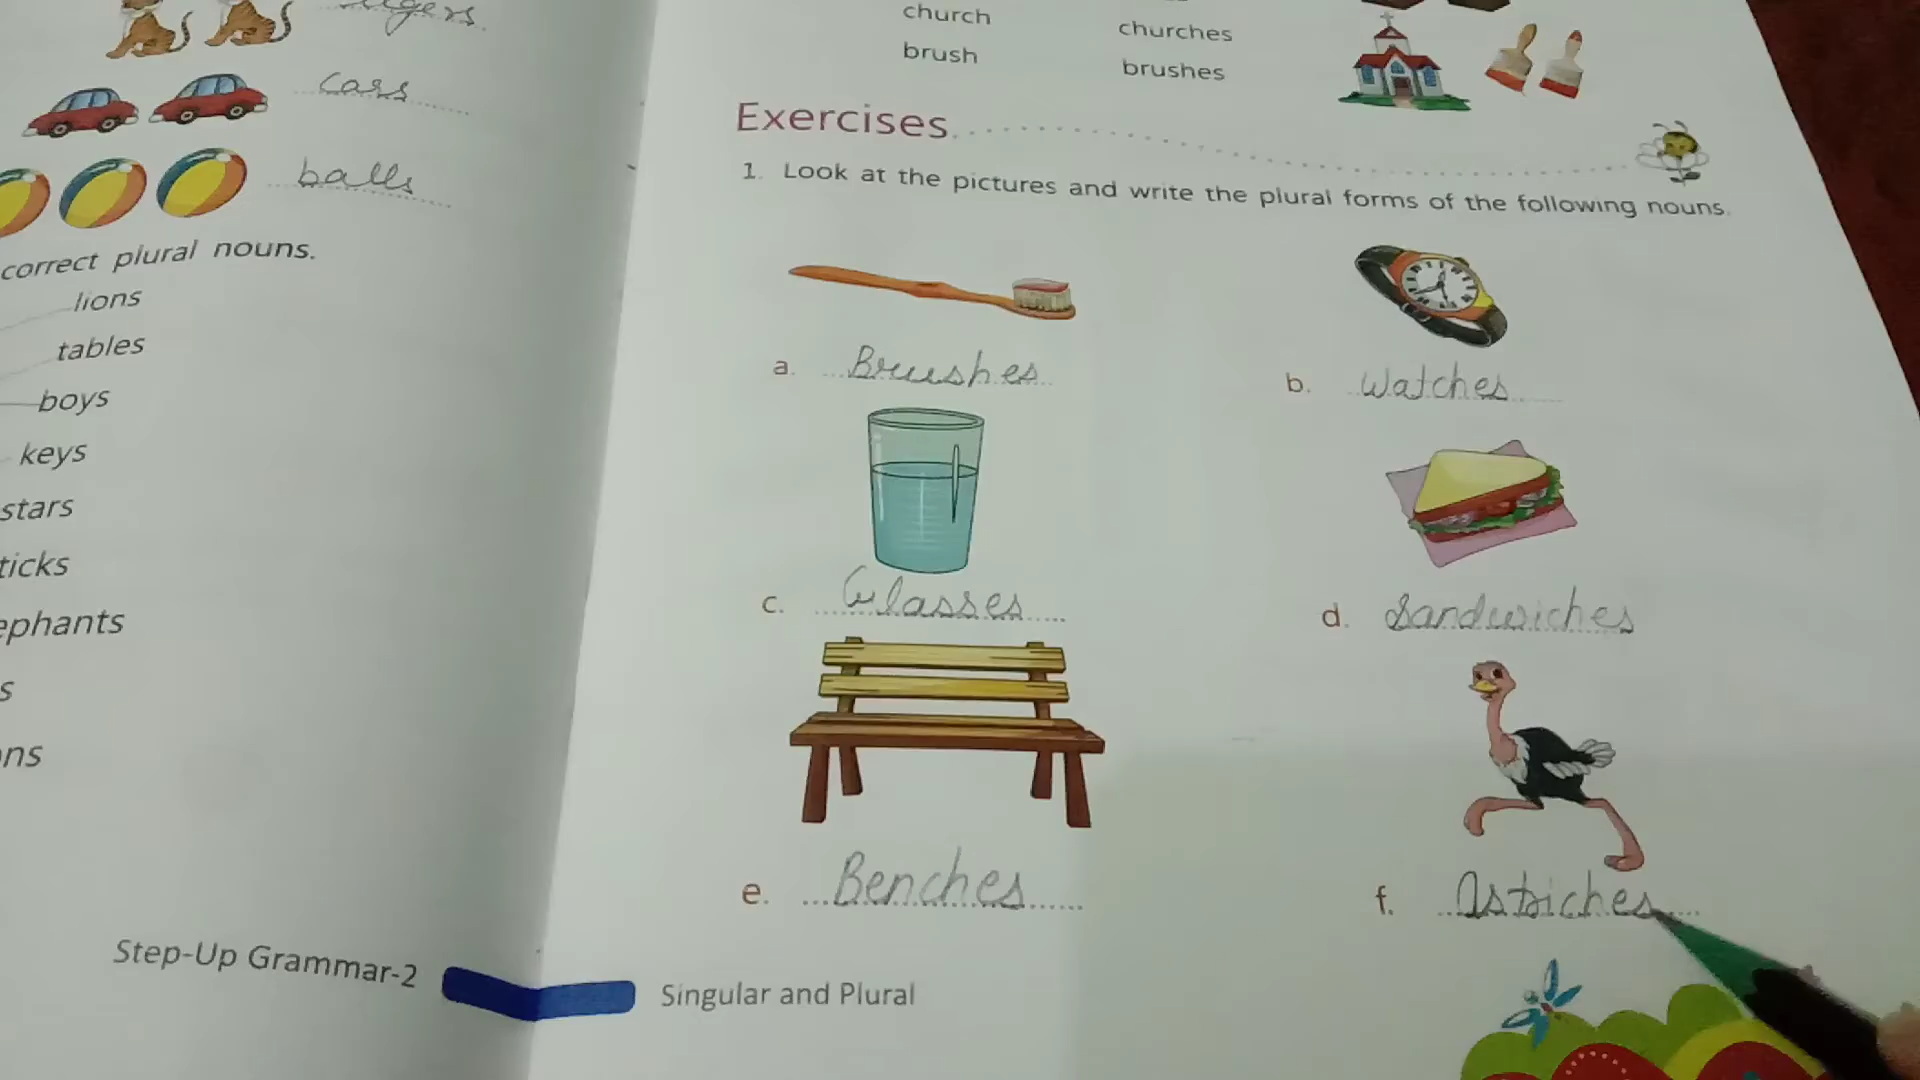 tigers.
cars
balls
correct plural nouns.
lions
tables
boys
keys
stars
ticks
ephants
s
ons
Step-Up Grammar-2
church churches
brush brushes
Exercises
1. Look at the pictures and write the plural forms of the following nouns.
a. Brushes b. Watches
c. Glasses d. Sandwiches
e. Benches f. Ostriches
Singular and Plural